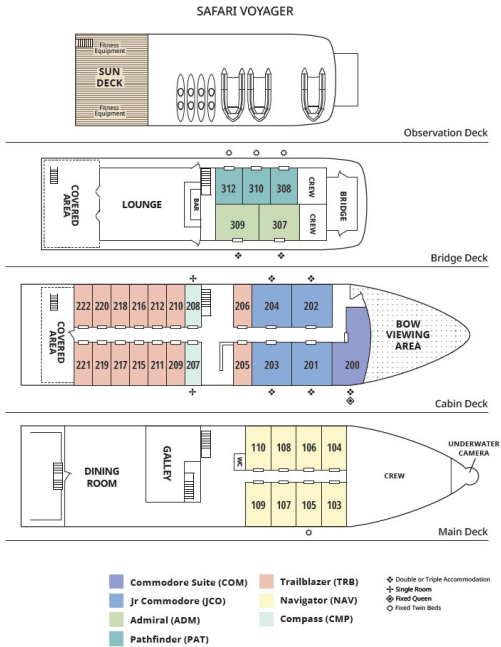 SAFARI VOYAGER
Fitness
Equipment
SUN
DECK
Fitness
Equipment
Observation Deck
COVERED
AREA
LOUNGE
BAR
312
310
308
CREW
309
307
CREW
BRIDGE
Bridge Deck
COVERED
AREA
222
220
218
216
212
210
208
206
204
202
221
219
217
215
211
209
207
205
203
201
200
BOW
VIEWING
AREA
Cabin Deck
DINING
ROOM
GALLEY
WC
110
108
106
104
109
107
105
103
CREW
UNDERWATER
CAMERA
Main Deck
Commodore Suite (COM)
Jr Commodore (JCO)
Admiral (ADM)
Pathfinder (PAT)
Trailblazer (TRB)
Navigator (NAV)
Compass (CMP)
Double or Triple Accommodation
Single Room
Fixed Queen
Fixed Twin Beds